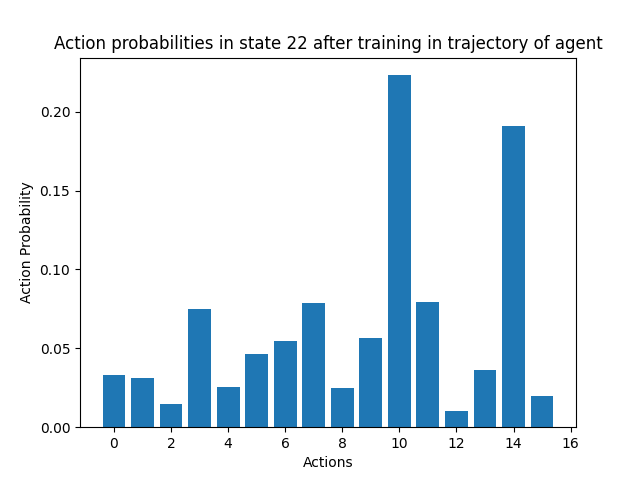 Action probabilities in state 22 after training in trajectory of agent
0.20
0.15
0.10
0.05
0.00
Action Probability
0 2 4 6 8 10 12 14 16
Actions